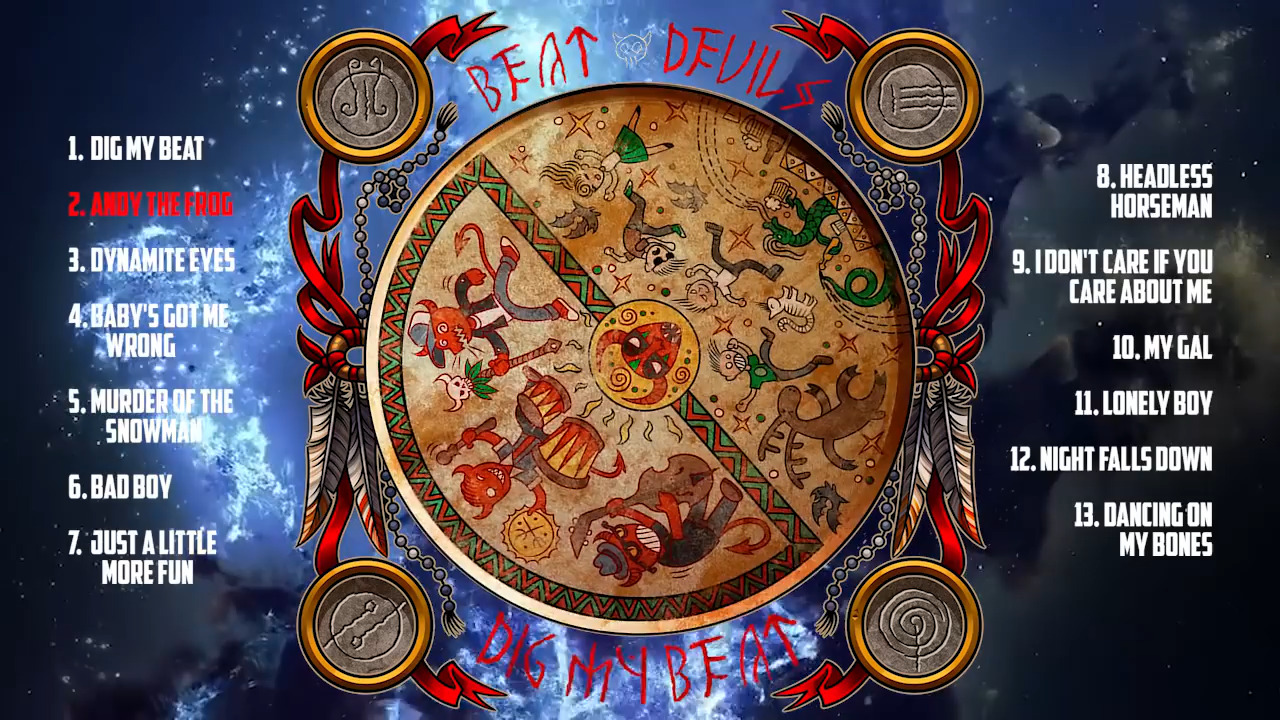 BEAT DEVILS
1. DIG MY BEAT
2. ANDY THE FROG
3. DYNAMITE EYES
4. BABY'S GOT ME
WRONG
5. MURDER OF THE
SNOWMAN
6. BAD BOY
7. JUST A LITTLE
MORE FUN
8. HEADLESS
HORSEMAN
9. I DON'T CARE IF YOU
CARE ABOUT ME
10. MY GAL
11. LONELY BOY
12. NIGHT FALLS DOWN
13. DANCING ON
MY BONES
DIG MY BEAT